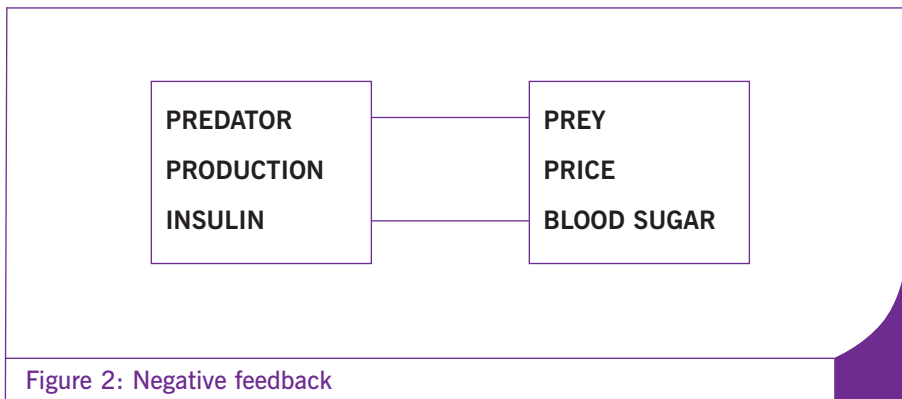 PREDATOR
PRODUCTION
INSULIN
PREY
PRICE
BLOOD SUGAR
Figure 2: Negative feedback